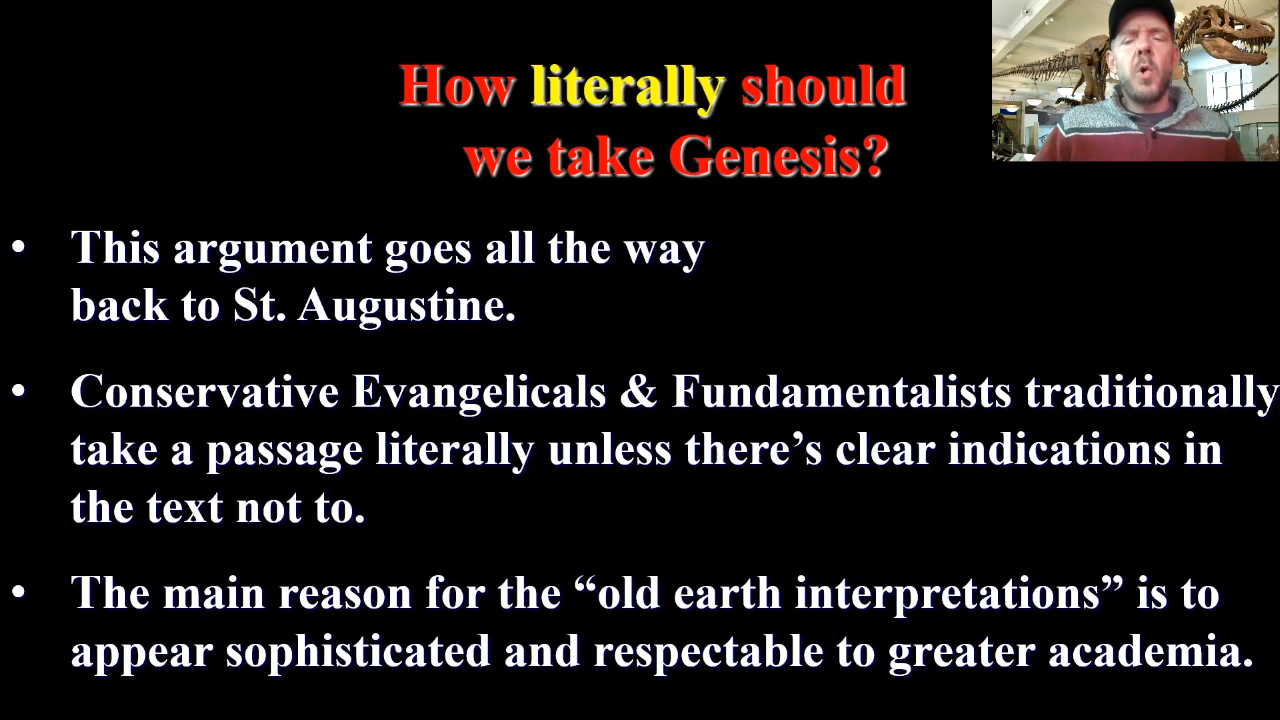 How literally should
we take Genesis?
• This argument goes all the way
back to St. Augustine.
• Conservative Evangelicals & Fundamentalists traditionally
take a passage literally unless there’s clear indications in
the text not to.
• The main reason for the “old earth interpretations” is to
appear sophisticated and respectable to greater academia.